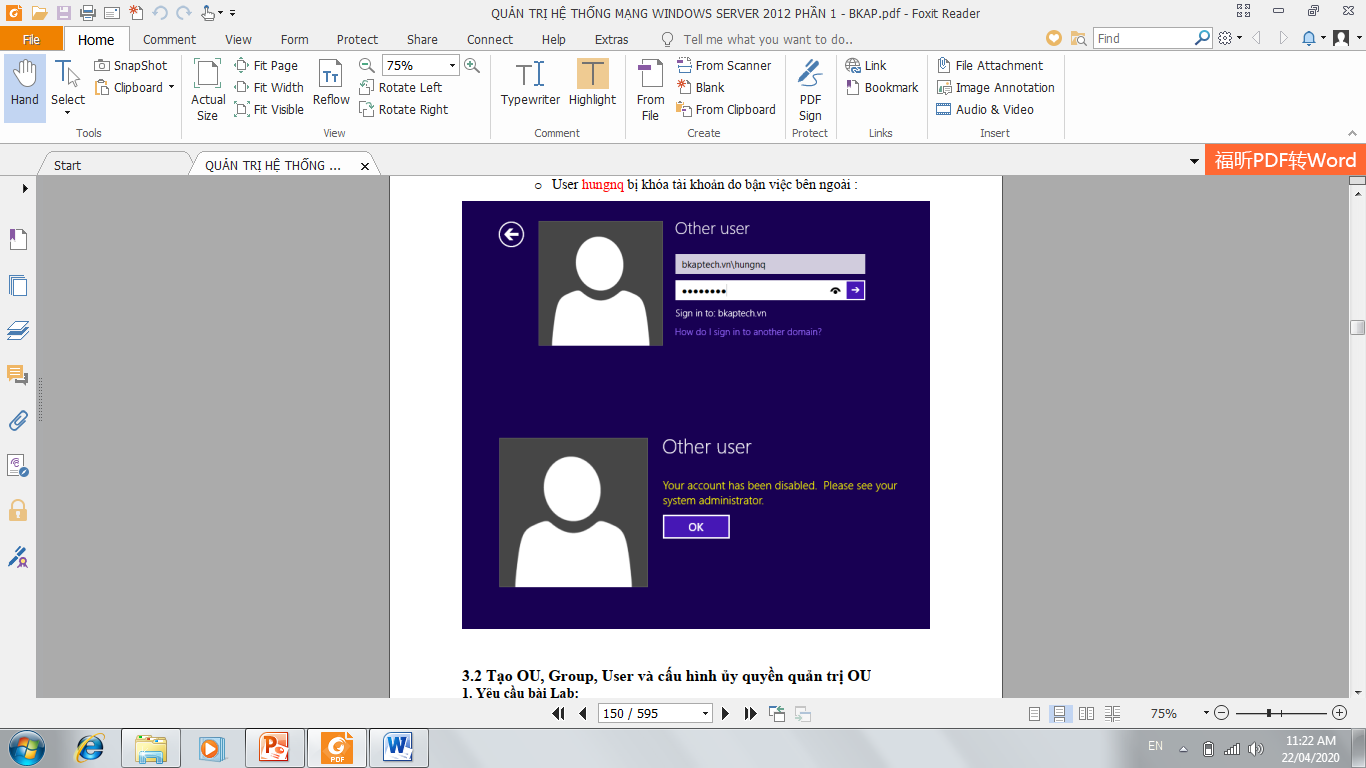 QUẢN TRỊ HỆ THỐNG MẠNG WINDOWS SERVER 2012 PHẦN 1 - BKAP.pdf - Foxit Reader
File Home Comment View Form Protect Share Connect Help Extras Tell me what you want to do.. Find
Hand
Select
SnapShot
Clipboard
Tools
Actual Size
Fit Page
Fit Width
Fit Visible
Reflow
75%
Rotate Left
Rotate Right
View
Typewriter
Highlight
Comment
From File
From Scanner
Blank
From Clipboard
Create
PDF Sign
Protect
Link
Bookmark
Links
File Attachment
Image Annotation
Audio & Video
Insert
Start
QUẢN TRỊ HỆ THỐNG ...
福昕PDF转Word
o User hungnq bị khóa tài khoản do bận việc bên ngoài :
Other user
bkaptech.vn\hungnq
Sign in to: bkaptech.vn
How do I sign in to another domain?
Other user
Your account has been disabled. Please see your
system administrator.
OK
3.2 Tạo OU, Group, User và cấu hình ủy quyền quản trị OU
1. Yêu cầu bài Lab:
150 / 595
75%
EN
11:22 AM
22/04/2020